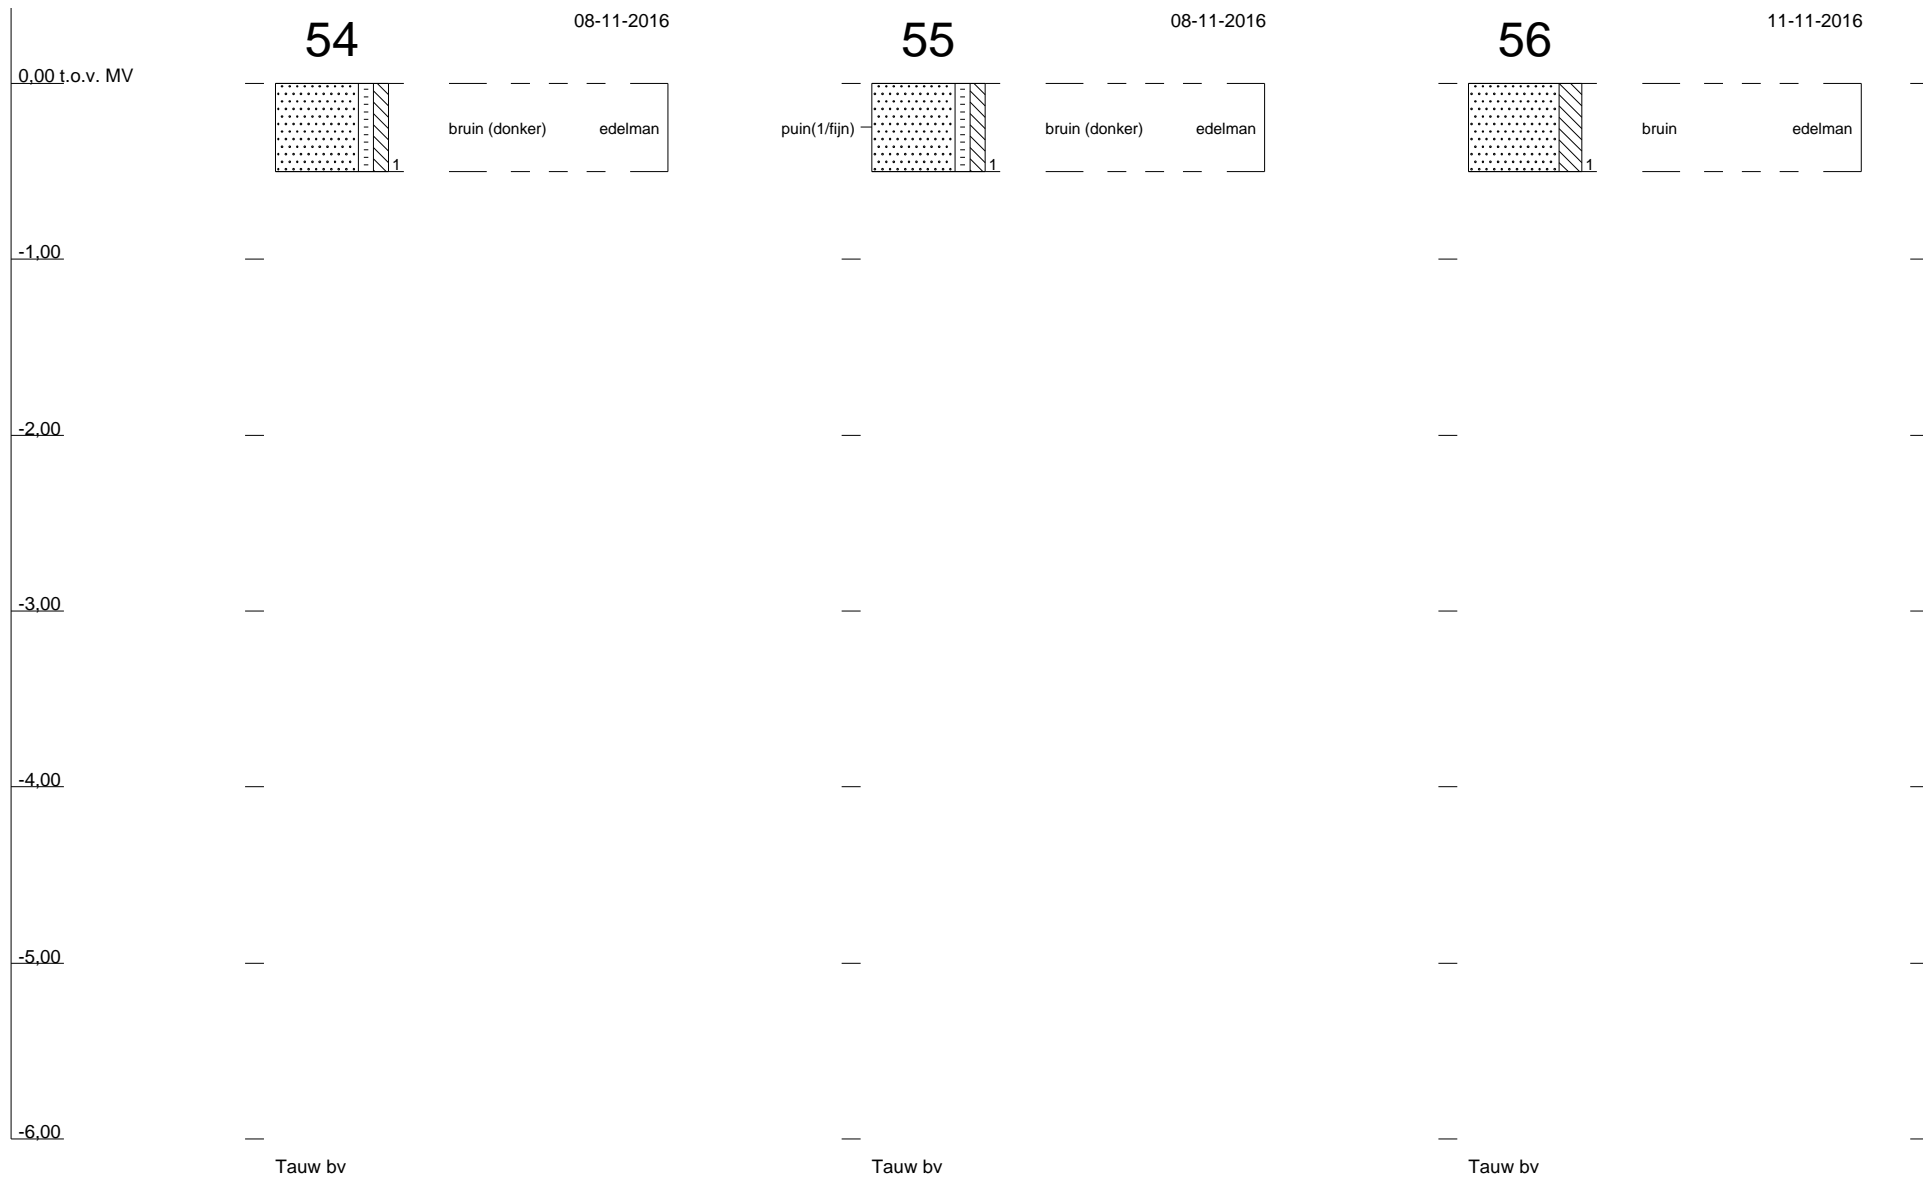 54 08-11-2016 55 08-11-2016 56 11-11-2016
0,00 t.o.v. MV
bruin (donker) edelman puin(1/fijn) bruin (donker) edelman bruin edelman
1 1 1
-1,00
-2,00
-3,00
-4,00
-5,00
-6,00
Tauw bv Tauw bv Tauw bv